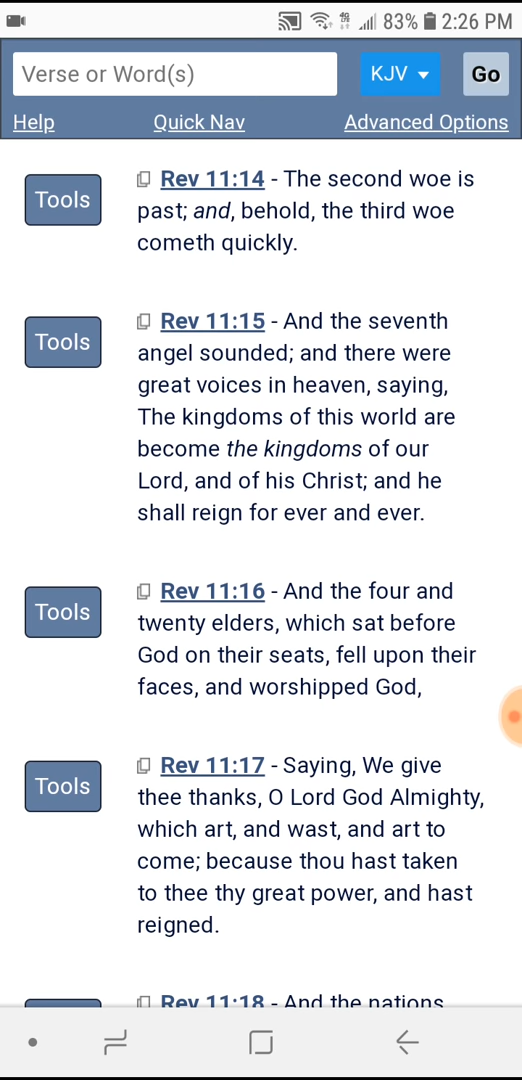 83% 2:26 PM
Verse or Word(s) KJV Go
Help Quick Nav Advanced Options
Tools
Rev 11:14 - The second woe is
past; and, behold, the third woe
cometh quickly.
Tools
Rev 11:15 - And the seventh
angel sounded; and there were
great voices in heaven, saying,
The kingdoms of this world are
become the kingdoms of our
Lord, and of his Christ; and he
shall reign for ever and ever.
Tools
Rev 11:16 - And the four and
twenty elders, which sat before
God on their seats, fell upon their
faces, and worshipped God,
Tools
Rev 11:17 - Saying, We give
thee thanks, O Lord God Almighty,
which art, and wast, and art to
come; because thou hast taken
to thee thy great power, and hast
reigned.
Rev 11:18 - And the nations